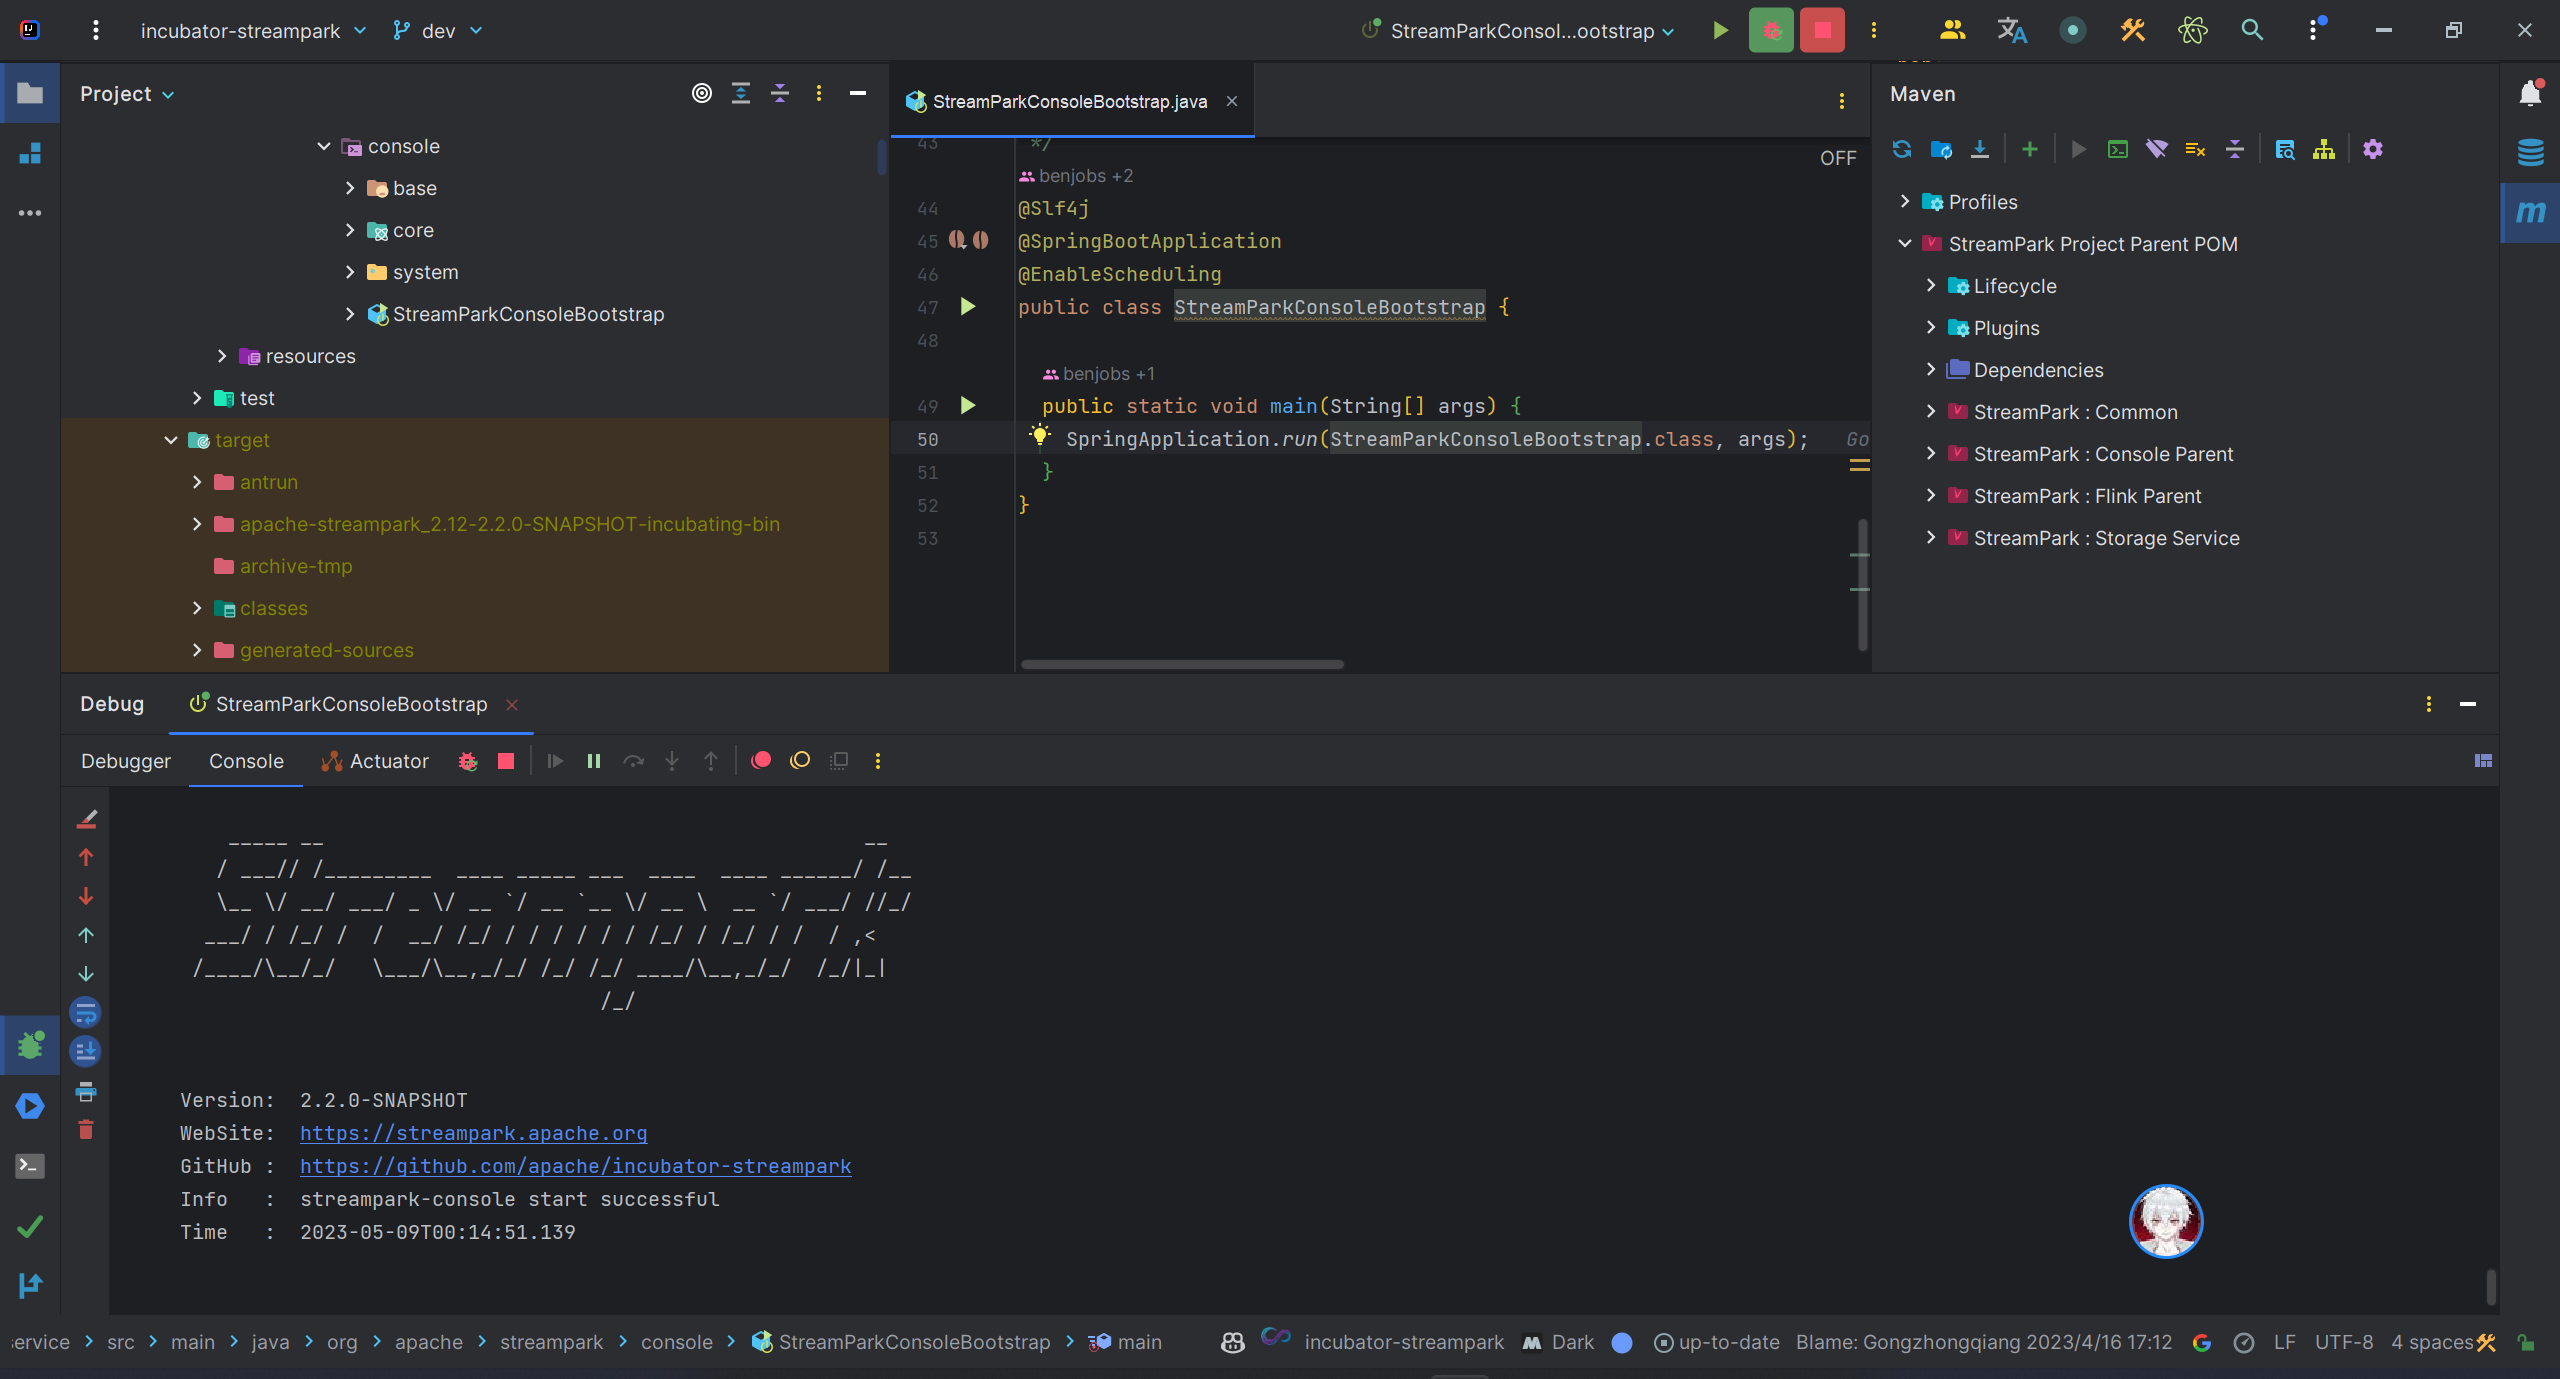 incubator-streampark
dev
StreamParkConsol...ootstrap
Project
console
base
core
system
StreamParkConsoleBootstrap
resources
test
target
antrun
apache-streampark_2.12-2.2.0-SNAPSHOT-incubating-bin
archive-tmp
classes
generated-sources
StreamParkConsoleBootstrap.java
OFF
43 */
benjobs +2
44 @Slf4j
45 @SpringBootApplication
46 @EnableScheduling
47 public class StreamParkConsoleBootstrap {
48
benjobs +1
49 public static void main(String[] args) {
50 SpringApplication.run(StreamParkConsoleBootstrap.class, args); Go
51 }
52 }
53
Maven
Profiles
StreamPark Project Parent POM
Lifecycle
Plugins
Dependencies
StreamPark : Common
StreamPark : Console Parent
StreamPark : Flink Parent
StreamPark : Storage Service
Debug
StreamParkConsoleBootstrap
Debugger
Console
Actuator
Version: 2.2.0-SNAPSHOT
WebSite: https://streampark.apache.org
GitHub : https://github.com/apache/incubator-streampark
Info : streampark-console start successful
Time : 2023-05-09T00:14:51.139
ervice > src > main > java > org > apache > streampark > console > StreamParkConsoleBootstrap > main
incubator-streampark
Dark
up-to-date
Blame: Gongzhongqiang 2023/4/16 17:12
LF
UTF-8
4 spaces